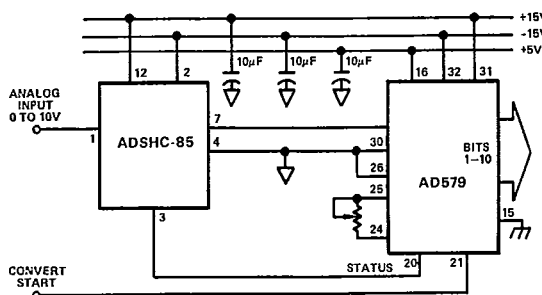 +15V
-15V
+5V
10μF 10μF 10μF
12 2 16 32 31
ANALOG
INPUT
0 TO 10V
1
ADSHC-85
7
4
3
30
26
25
24
BITS
1–10
AD579
15
STATUS
20 21
CONVERT
START